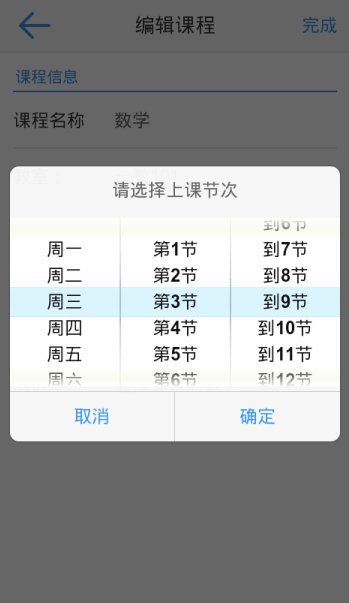 编辑课程 完成
课程信息
课程名称 数学
请选择上课节次
到6节
周一 第1节 到7节
周二 第2节 到8节
周三 第3节 到9节
周四 第4节 到10节
周五 第5节 到11节
周六 第6节 到12节
取消 确定